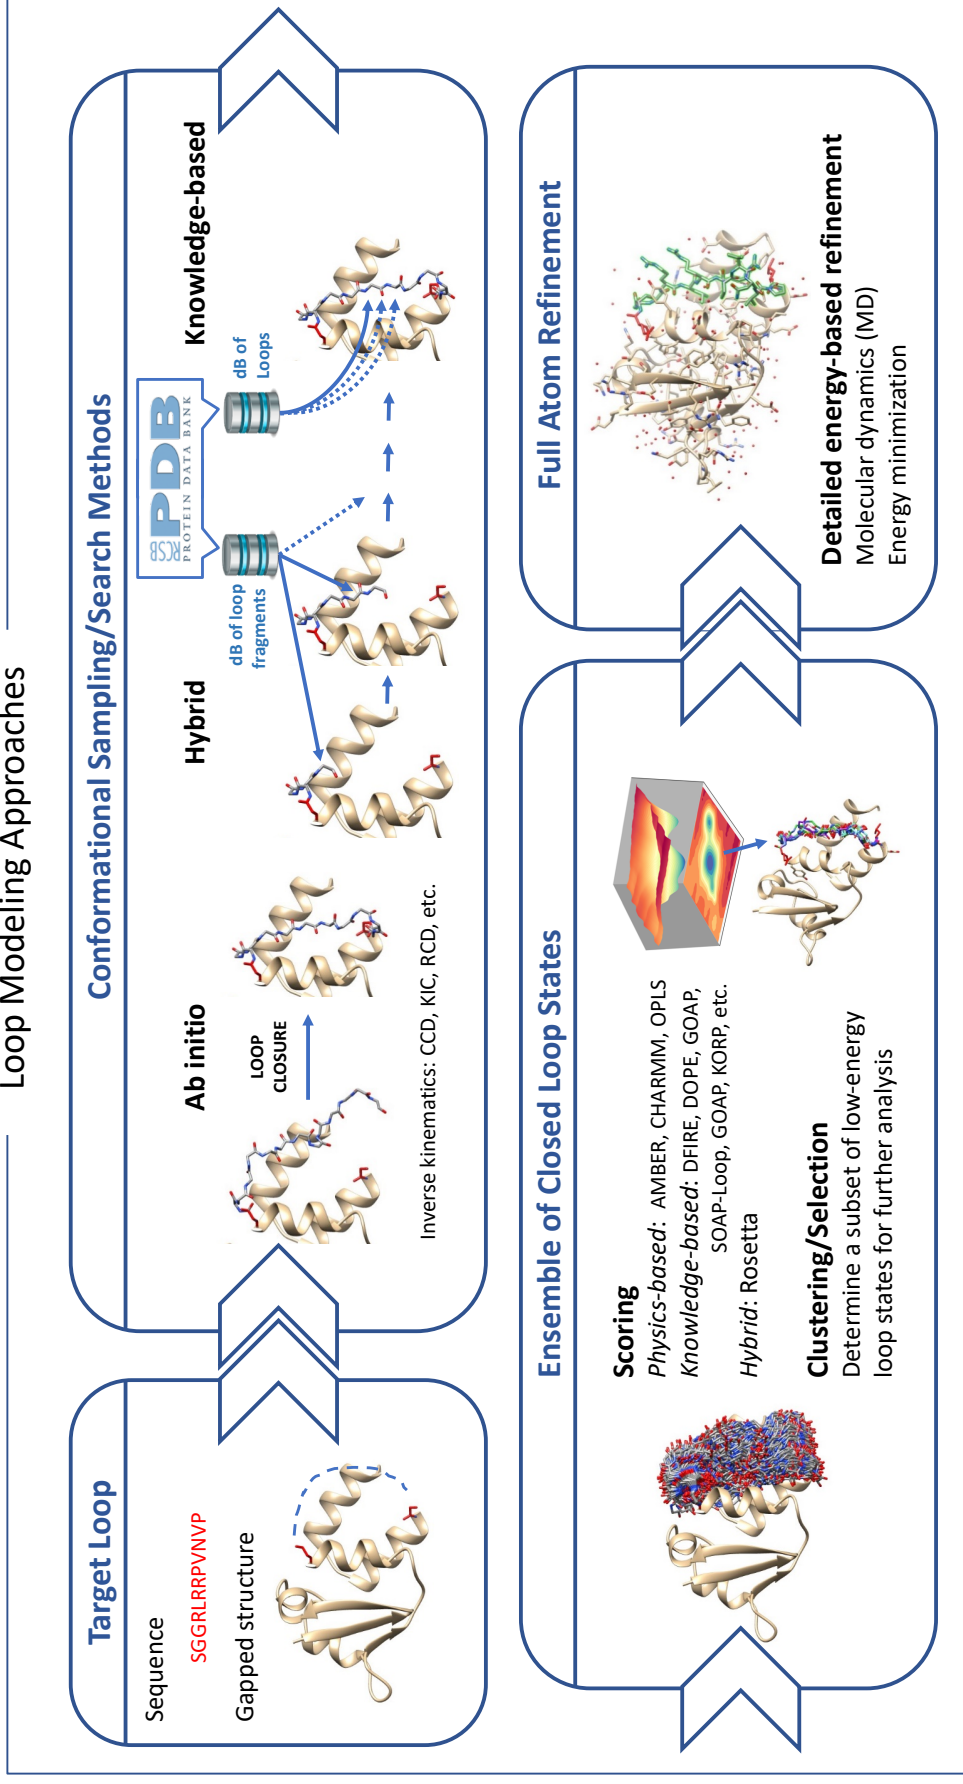 Loop Modeling Approaches
Target Loop
Sequence
SGGRLRRPVNVP
Gapped structure
Conformational Sampling/Search Methods
Ab initio
LOOP
CLOSURE
Inverse kinematics: CCD, KIC, RCD, etc.
Hybrid
dB of loop
fragments
RCSB
PDB
PROTEIN DATA BANK
Knowledge-based
dB of
Loops
Ensemble of Closed Loop States
Scoring
Physics-based: AMBER, CHARMM, OPLS
Knowledge-based: DFIRE, DOPE, GOAP,
SOAP-Loop, GOAP, KORP, etc.
Hybrid: Rosetta
Clustering/Selection
Determine a subset of low-energy
loop states for further analysis
Full Atom Refinement
Detailed energy-based refinement
Molecular dynamics (MD)
Energy minimization